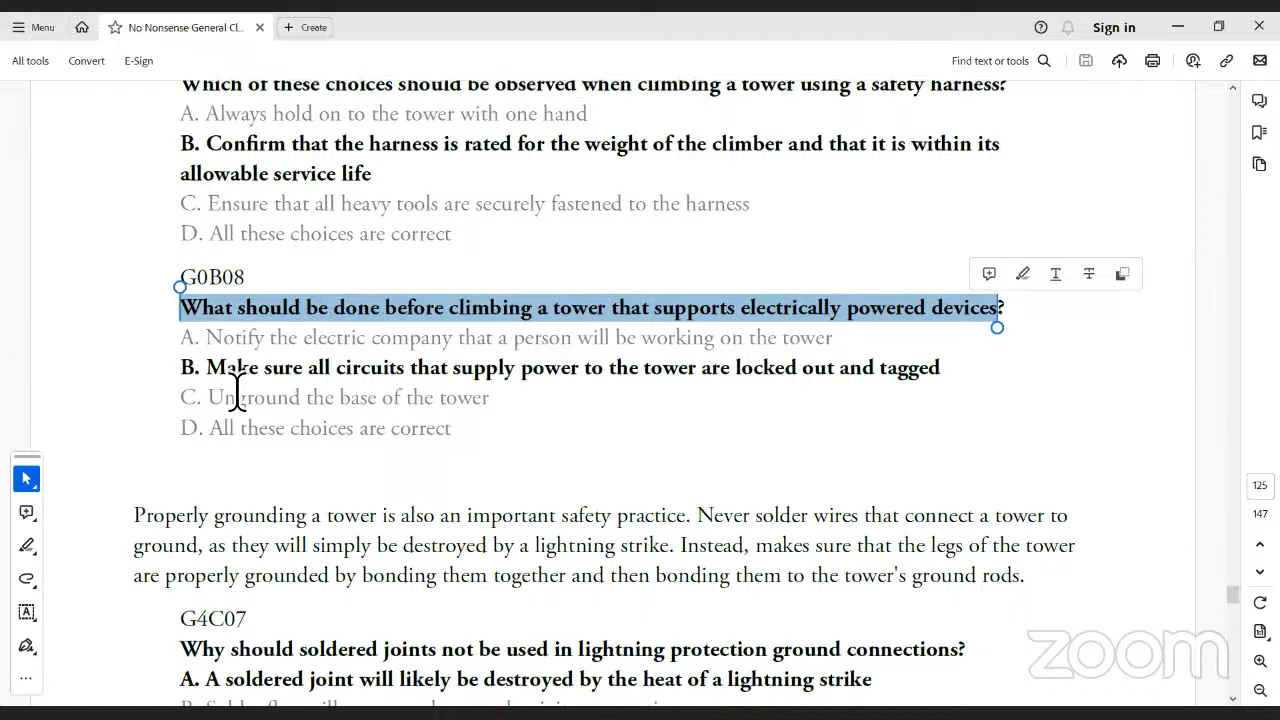 Menu
No Nonsense General Cl...
Create
Sign in
All tools
Convert
E-Sign
Find text or tools
Which of these choices should be observed when climbing a tower using a safety harness?
A. Always hold on to the tower with one hand
B. Confirm that the harness is rated for the weight of the climber and that it is within its
allowable service life
C. Ensure that all heavy tools are securely fastened to the harness
D. All these choices are correct
G0B08
What should be done before climbing a tower that supports electrically powered devices?
A. Notify the electric company that a person will be working on the tower
B. Make sure all circuits that supply power to the tower are locked out and tagged
C. Unground the base of the tower
D. All these choices are correct
125
147
Properly grounding a tower is also an important safety practice. Never solder wires that connect a tower to
ground, as they will simply be destroyed by a lightning strike. Instead, makes sure that the legs of the tower
are properly grounded by bonding them together and then bonding them to the tower's ground rods.
G4C07
Why should soldered joints not be used in lightning protection ground connections?
A. A soldered joint will likely be destroyed by the heat of a lightning strike
zoom